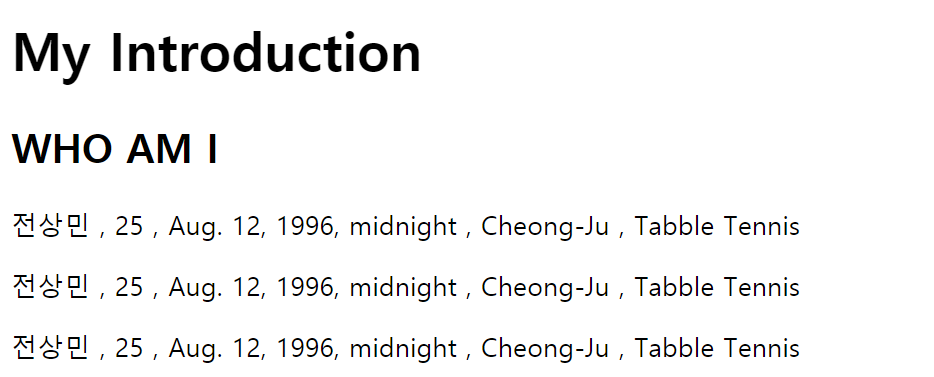 My Introduction
WHO AM I
전상민 , 25 , Aug. 12, 1996, midnight , Cheong-Ju , Tabble Tennis
전상민 , 25 , Aug. 12, 1996, midnight , Cheong-Ju , Tabble Tennis
전상민 , 25 , Aug. 12, 1996, midnight , Cheong-Ju , Tabble Tennis